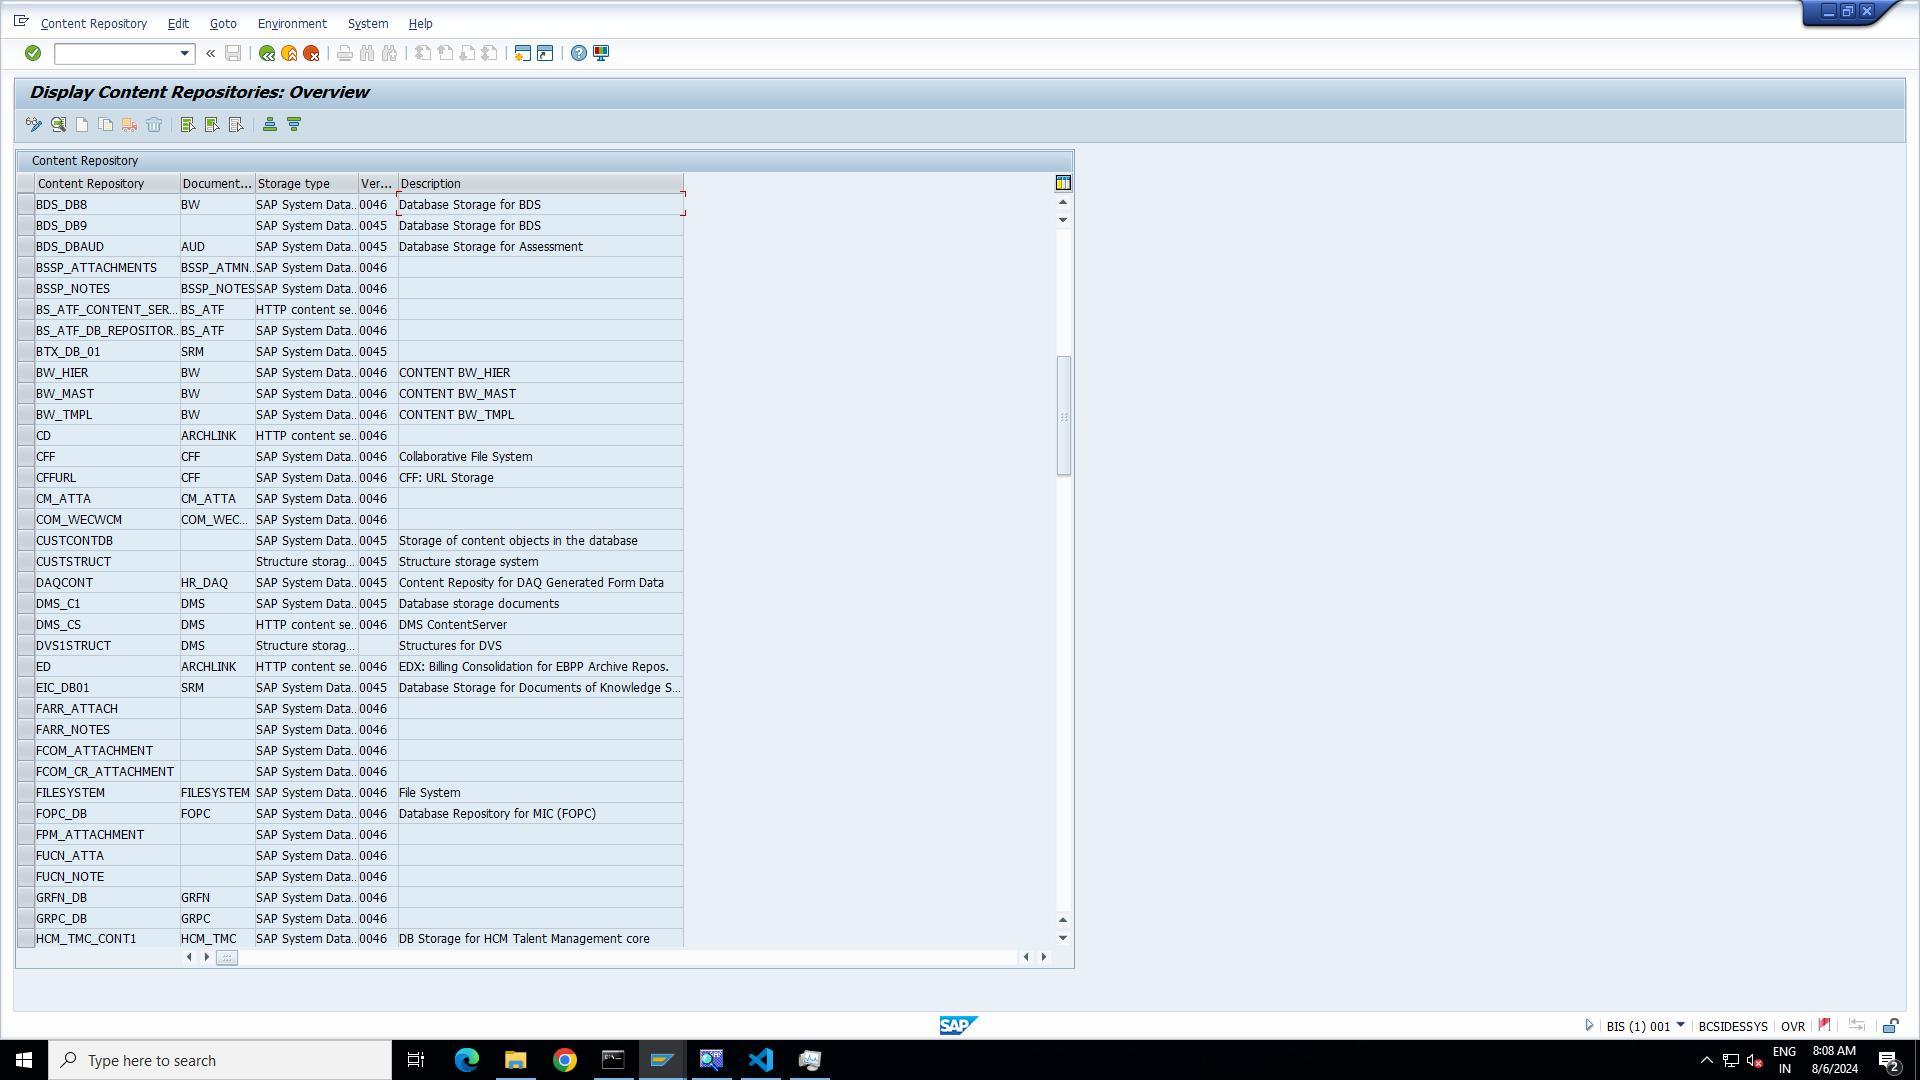 Content Repository Edit Goto Environment System Help
Display Content Repositories: Overview
Content Repository
Content Repository Document... Storage type Ver... Description
BDS_DB8 BW SAP System Data.. 0046 Database Storage for BDS
BDS_DB9 SAP System Data.. 0045 Database Storage for BDS
BDS_DBAUD AUD SAP System Data.. 0045 Database Storage for Assessment
BSSP_ATTACHMENTS BSSP_ATMN.. SAP System Data.. 0046
BSSP_NOTES BSSP_NOTES SAP System Data.. 0046
BS_ATF_CONTENT_SER... BS_ATF HTTP content se.. 0046
BS_ATF_DB_REPOSITOR.. BS_ATF SAP System Data.. 0046
BTX_DB_01 SRM SAP System Data.. 0045
BW_HIER BW SAP System Data.. 0046 CONTENT BW_HIER
BW_MAST BW SAP System Data.. 0046 CONTENT BW_MAST
BW_TMPL BW SAP System Data.. 0046 CONTENT BW_TMPL
CD ARCHLINK HTTP content se.. 0046
CFF CFF SAP System Data.. 0046 Collaborative File System
CFFURL CFF SAP System Data.. 0046 CFF: URL Storage
CM_ATTA CM_ATTA SAP System Data.. 0046
COM_WECWCM COM_WEC... SAP System Data.. 0046
CUSTCONTDB SAP System Data.. 0045 Storage of content objects in the database
CUSTSTRUCT Structure storag... 0045 Structure storage system
DAQCONT HR_DAQ SAP System Data.. 0045 Content Reposity for DAQ Generated Form Data
DMS_C1 DMS SAP System Data.. 0045 Database storage documents
DMS_CS DMS HTTP content se.. 0046 DMS ContentServer
DVS1STRUCT DMS Structure storag... Structures for DVS
ED ARCHLINK HTTP content se.. 0046 EDX: Billing Consolidation for EBPP Archive Repos.
EIC_DB01 SRM SAP System Data.. 0045 Database Storage for Documents of Knowledge S...
FARR_ATTACH SAP System Data.. 0046
FARR_NOTES SAP System Data.. 0046
FCOM_ATTACHMENT SAP System Data.. 0046
FCOM_CR_ATTACHMENT SAP System Data.. 0046
FILESYSTEM FILESYSTEM SAP System Data.. 0046 File System
FOPC_DB FOPC SAP System Data.. 0046 Database Repository for MIC (FOPC)
FPM_ATTACHMENT SAP System Data.. 0046
FUCN_ATTA SAP System Data.. 0046
FUCN_NOTE SAP System Data.. 0046
GRFN_DB GRFN SAP System Data.. 0046
GRPC_DB GRPC SAP System Data.. 0046
HCM_TMC_CONT1 HCM_TMC SAP System Data.. 0046 DB Storage for HCM Talent Management core
SAP
BIS (1) 001 BCSIDESSYS OVR
Type here to search
ENG
IN
8:08 AM
8/6/2024
2